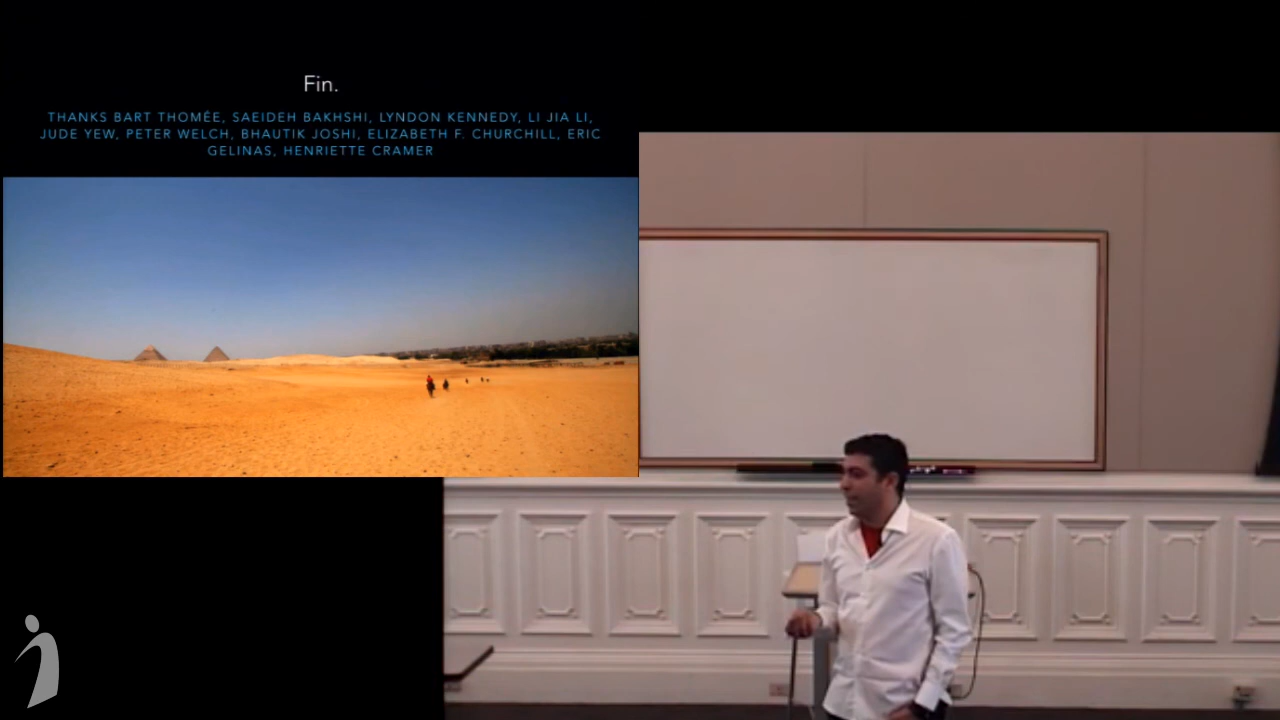 Fin.
THANKS BART THOMÉE, SAEIDEH BAKHSHI, LYNDON KENNEDY, LI JIA LI,
JUDE YEW, PETER WELCH, BHAUTIK JOSHI, ELIZABETH F. CHURCHILL, ERIC
GELINAS, HENRIETTE CRAMER